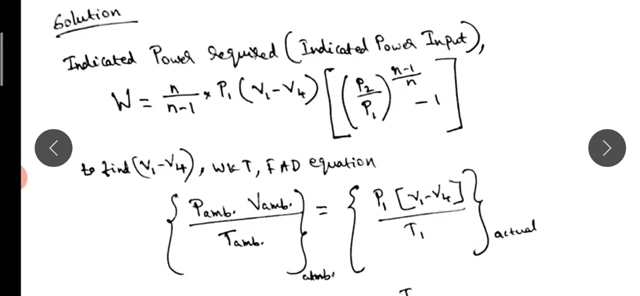 Solution
Indicated Power required (Indicated Power Input),
W = n/(n-1) * P₁ (V₁-V₄) [(P₂/P₁)^((n-1)/n) - 1]
to find (V₁-V₄), WKT, FAD equation
{Pamb. Vamb./Tamb.}amb. = {P₁ [V₁-V₄]/T₁}actual